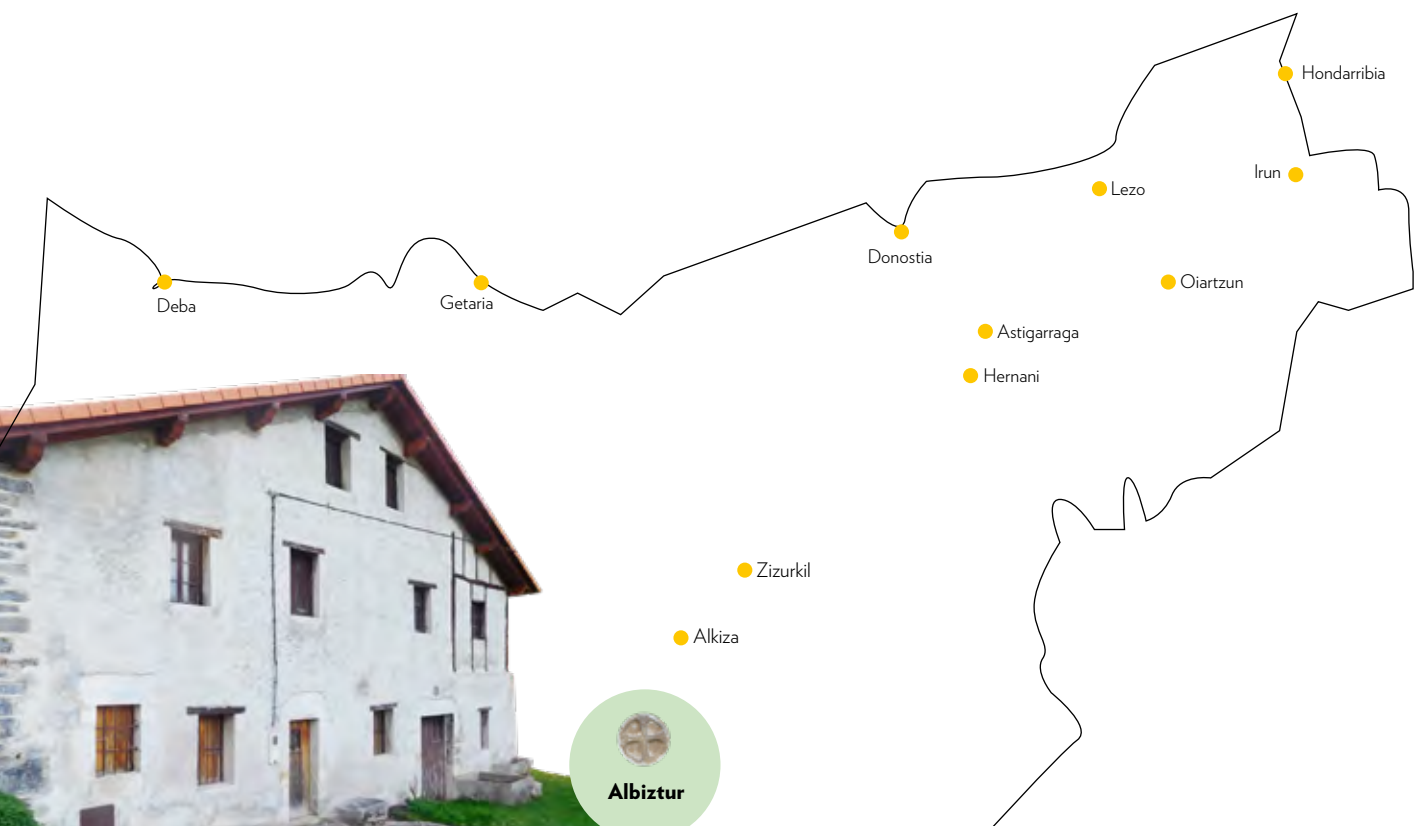 Hondarribia
Irun
Lezo
Donostia
Oiartzun
Deba
Getaria
Astigarraga
Hernani
Zizurkil
Alkiza
Albiztur